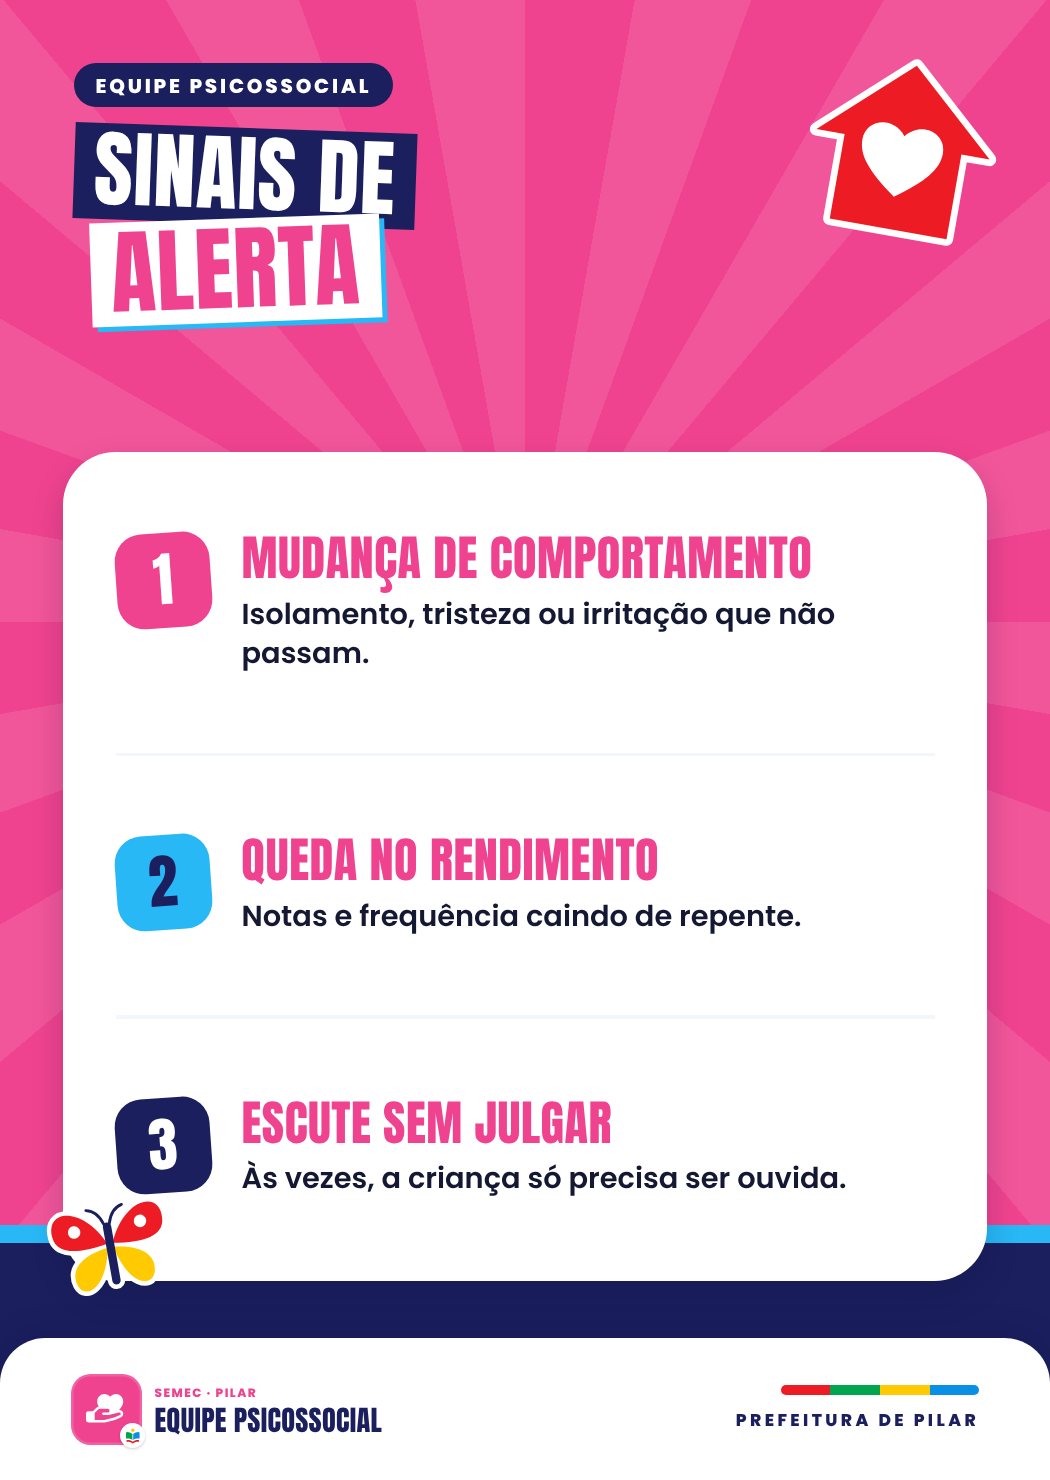 EQUIPE PSICOSSOCIAL
SINAIS DE
ALERTA
1
MUDANÇA DE COMPORTAMENTO
Isolamento, tristeza ou irritação que não
passam.
2
QUEDA NO RENDIMENTO
Notas e frequência caindo de repente.
3
ESCUTE SEM JULGAR
Às vezes, a criança só precisa ser ouvida.
SEMEC · PILAR
EQUIPE PSICOSSOCIAL
PREFEITURA DE PILAR